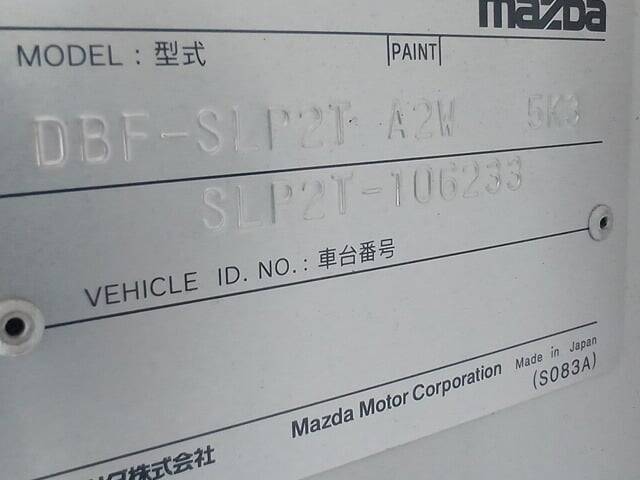 mazda
MODEL : 型式 PAINT
DBF-SLP2T A2W 5K3
SLP2T-106233
VEHICLE ID. NO. : 車台番号
Mazda Motor Corporation Made in Japan
(S083A)
株式会社